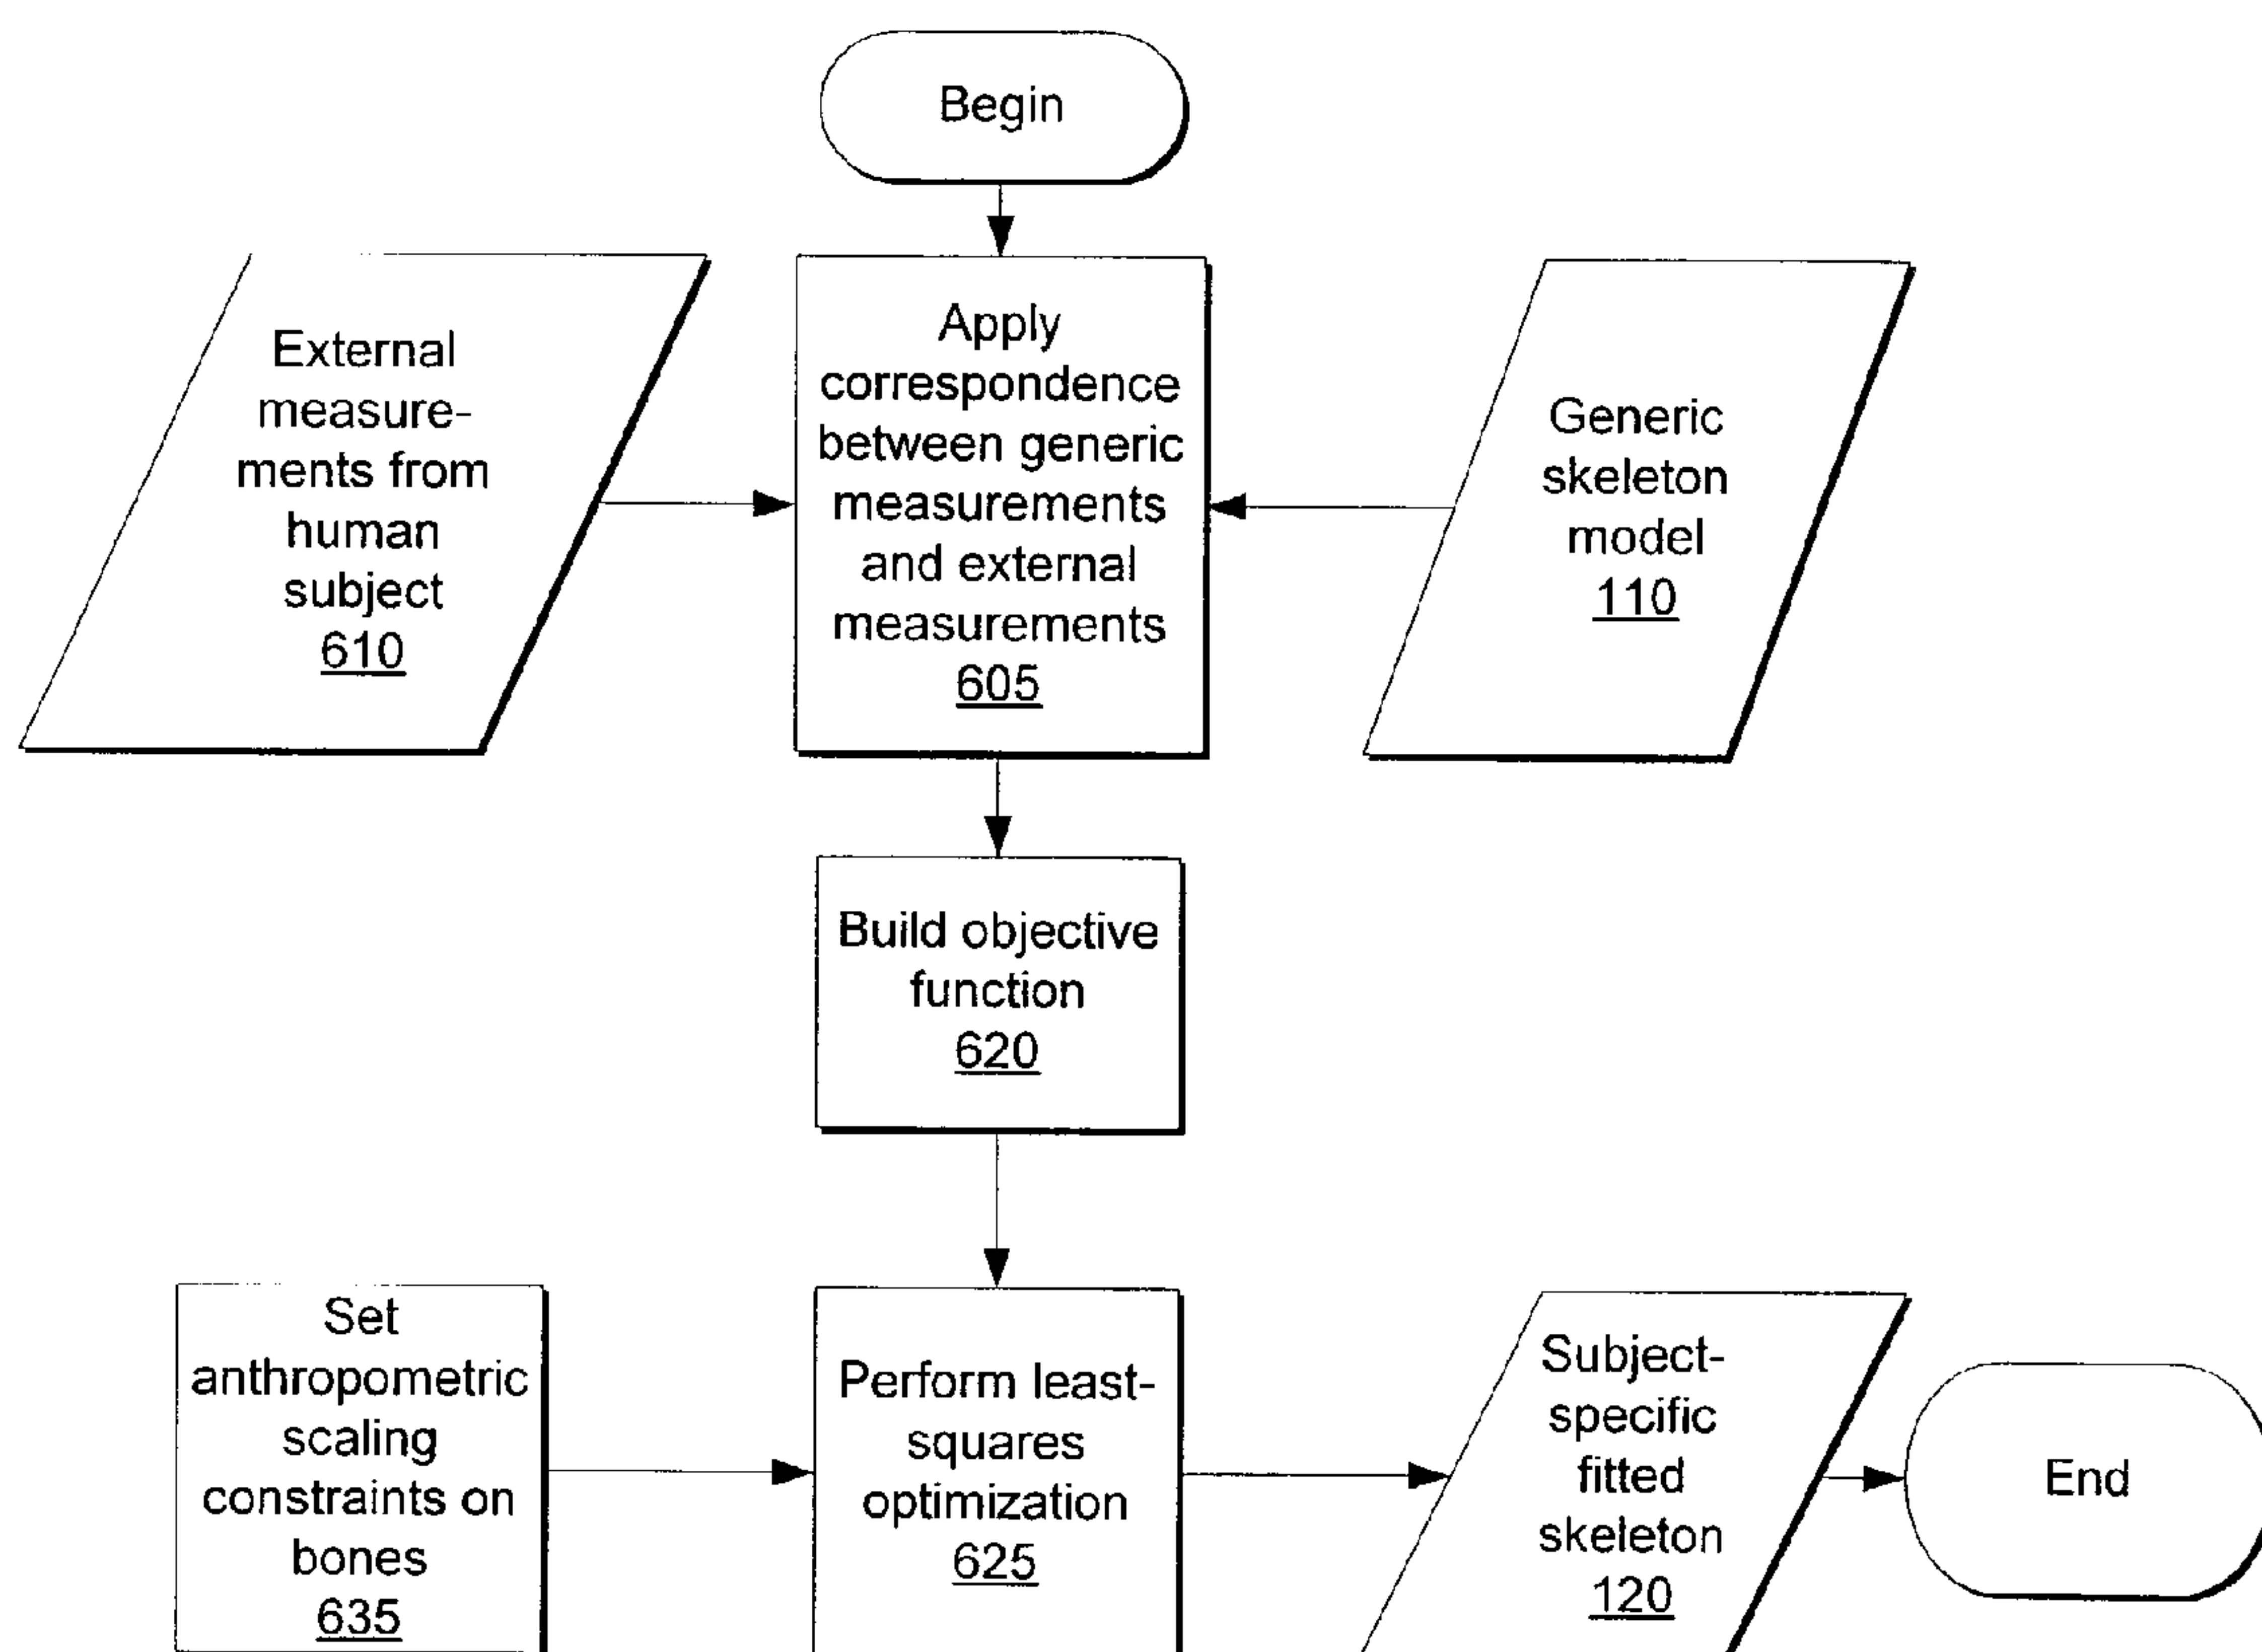 Begin
External
measure-
ments from
human
subject
610
Apply
correspondence
between generic
measurements
and external
measurements
605
Generic
skeleton
model
110
Build objective
function
620
Set
anthropometric
scaling
constraints on
bones
635
Perform least-
squares
optimization
625
Subject-
specific
fitted
skeleton
120
End